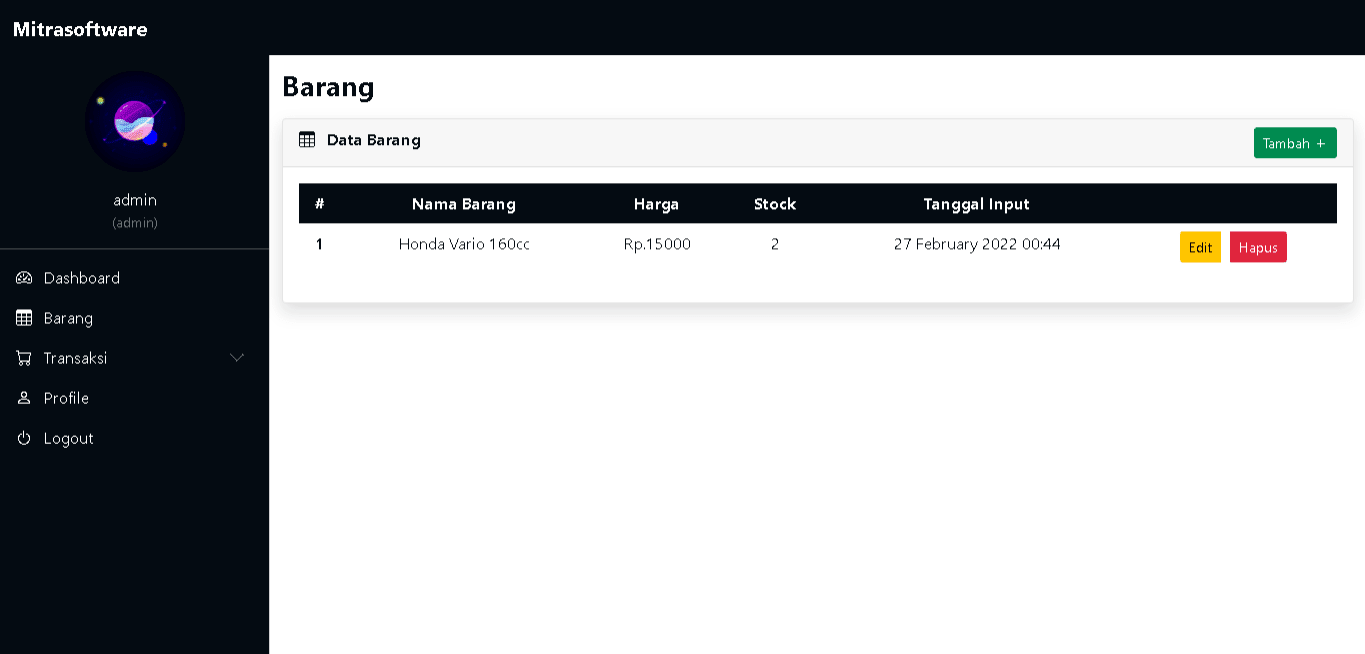 Mitrasoftware
admin
(admin)
Dashboard
Barang
Transaksi
Profile
Logout
Barang
Data Barang
Tambah +
# Nama Barang Harga Stock Tanggal Input
1 Honda Vario 160cc Rp.15000 2 27 February 2022 00:44 Edit Hapus